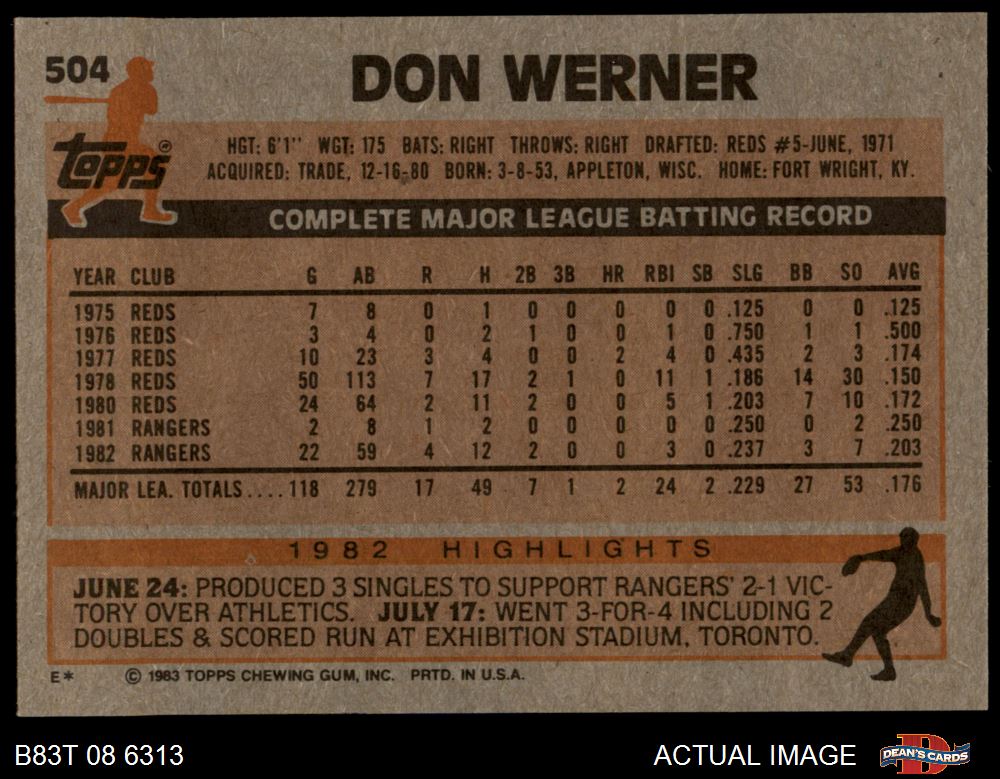 504
DON WERNER
topps
HGT: 6'1" WGT: 175 BATS: RIGHT THROWS: RIGHT DRAFTED: REDS #5-JUNE, 1971
ACQUIRED: TRADE, 12-16-80 BORN: 3-8-53, APPLETON, WISC. HOME: FORT WRIGHT, KY.
COMPLETE MAJOR LEAGUE BATTING RECORD
YEAR CLUB G AB R H 2B 3B HR RBI SB SLG BB SO AVG
1975 REDS 7 8 0 1 0 0 0 0 0 .125 0 0 .125
1976 REDS 3 4 0 2 1 0 0 1 0 .750 1 1 .500
1977 REDS 10 23 3 4 0 0 2 4 0 .435 2 3 .174
1978 REDS 50 113 7 17 2 1 0 11 1 .186 14 30 .150
1980 REDS 24 64 2 11 2 0 0 5 1 .203 7 10 .172
1981 RANGERS 2 8 1 2 0 0 0 0 0 .250 0 2 .250
1982 RANGERS 22 59 4 12 2 0 0 3 0 .237 3 7 .203
MAJOR LEA. TOTALS.... 118 279 17 49 7 1 2 24 2 .229 27 53 .176
1982 HIGHLIGHTS
JUNE 24: PRODUCED 3 SINGLES TO SUPPORT RANGERS' 2-1 VIC-
TORY OVER ATHLETICS. JULY 17: WENT 3-FOR-4 INCLUDING 2
DOUBLES & SCORED RUN AT EXHIBITION STADIUM, TORONTO.
E* © 1983 TOPPS CHEWING GUM, INC. PRTD. IN U.S.A.
B83T 08 6313 ACTUAL IMAGE DEAN'S CARDS